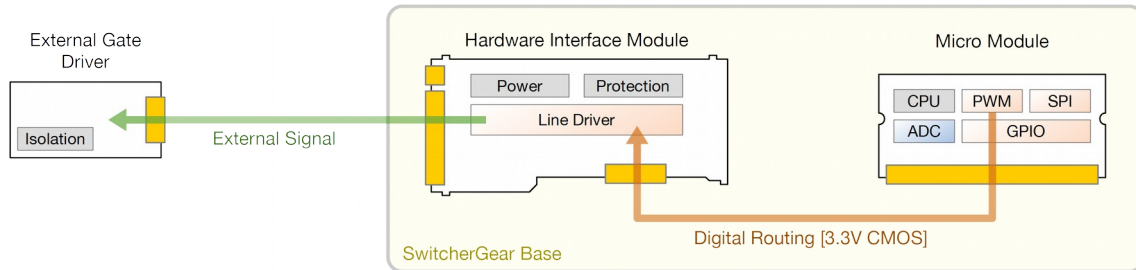 External Gate
Driver
Isolation
External Signal
Hardware Interface Module
Power
Protection
Line Driver
Micro Module
CPU
PWM
SPI
ADC
GPIO
Digital Routing [3.3V CMOS]
SwitcherGear Base